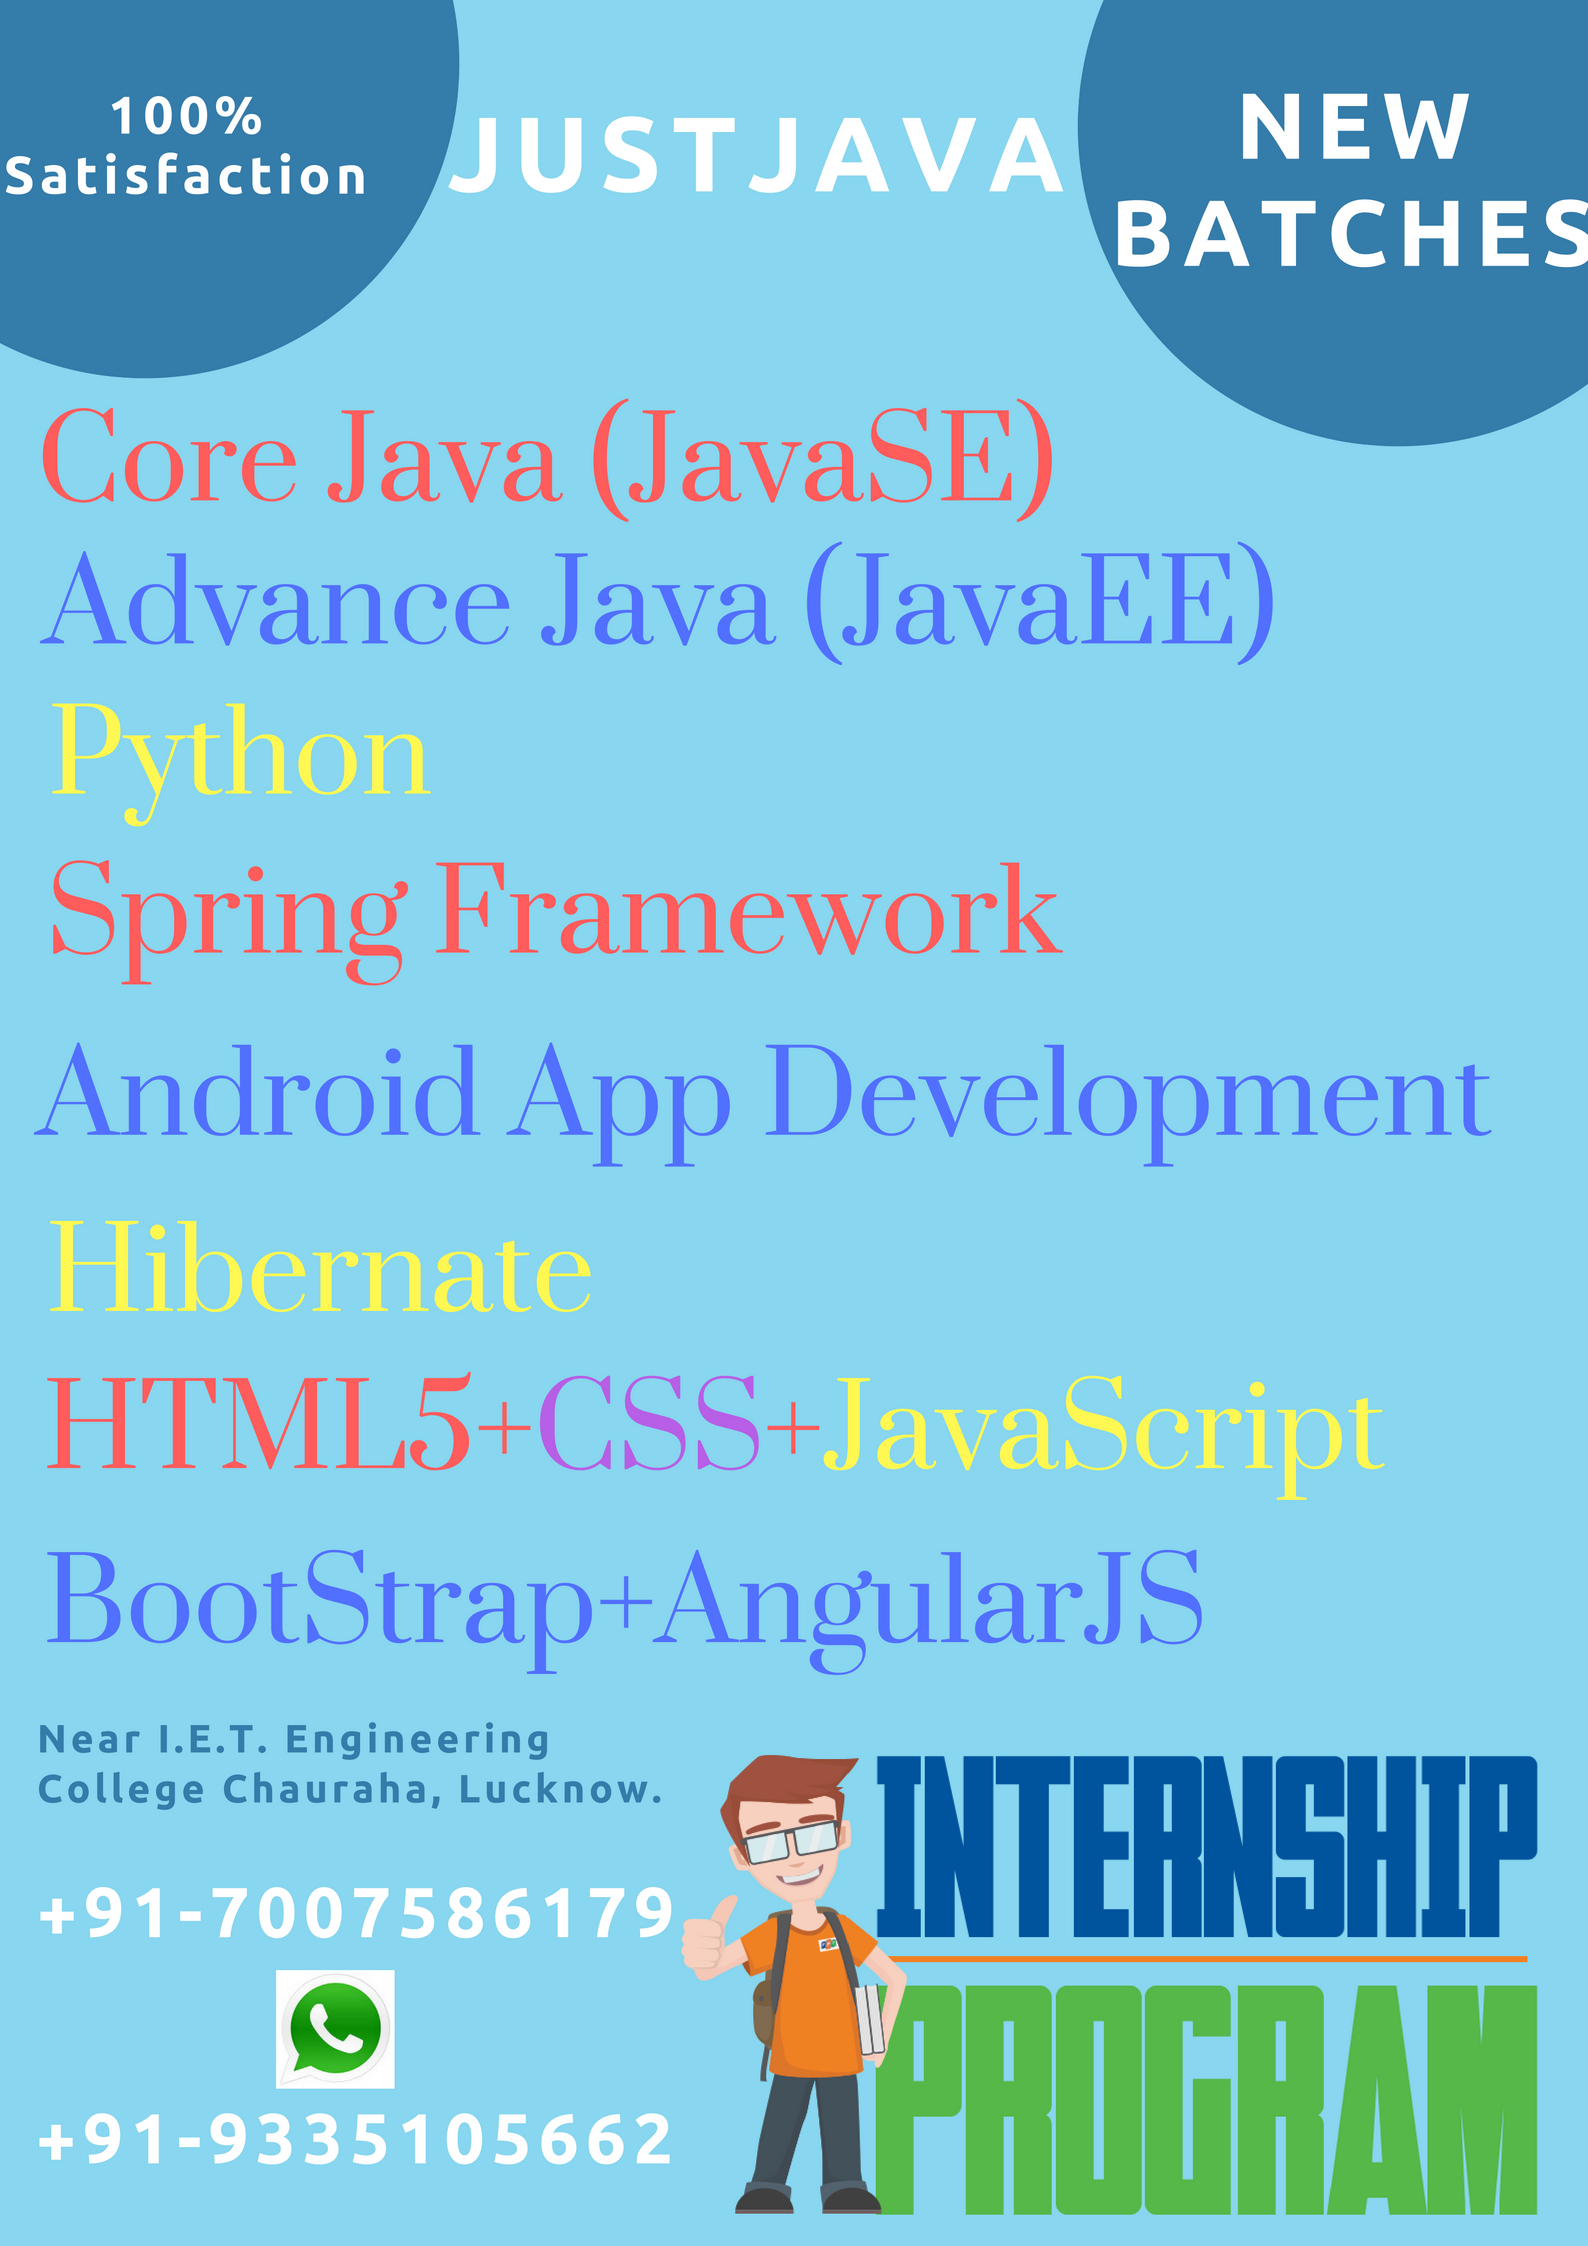 100%
Satisfaction
JUSTJAVA
NEW
BATCHES
Core Java (JavaSE)
Advance Java (JavaEE)
Python
Spring Framework
Android App Development
Hibernate
HTML5+CSS+JavaScript
BootStrap+AngularJS
Near I.E.T. Engineering
College Chauraha, Lucknow.
+91-7007586179
+91-9335105662
INTERNSHIP
PROGRAM